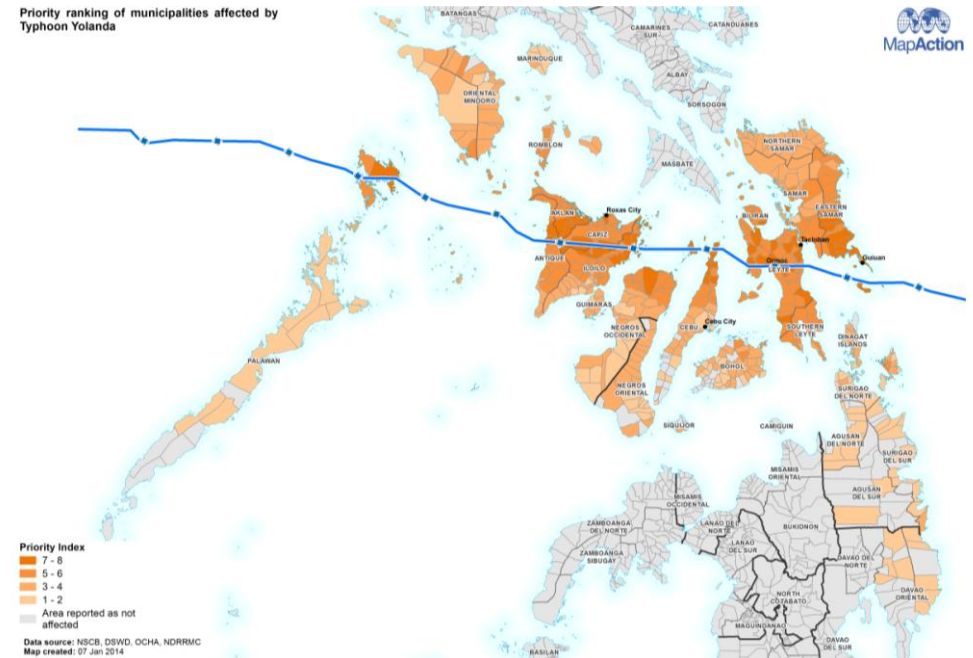 Priority ranking of municipalities affected by
Typhoon Yolanda
MapAction
BATANGAS
CAMARINES
SUR
CATANDUANES
MARINDUQUE
ALBAY
ORIENTAL
MINDORO
SORSOGON
ROMBLON
MASBATE
NORTHERN
SAMAR
SAMAR
EASTERN
SAMAR
AKLAN
Roxas City
BILIRAN
CAPIZ
Tacloban
ANTIQUE
ILOILO
Ormoc
LEYTE
Guiuan
GUIMARAS
NEGROS
OCCIDENTAL
CEBU
Cebu City
SOUTHERN
LEYTE
DINAGAT
ISLANDS
PALAWAN
BOHOL
NEGROS
ORIENTAL
SURIGAO
DEL NORTE
SIQUIJOR
CAMIGUIN
AGUSAN
DEL NORTE
SURIGAO
DEL SUR
MISAMIS
ORIENTAL
AGUSAN
DEL SUR
MISAMIS
OCCIDENTAL
ZAMBOANGA
DEL NORTE
LANAO DEL
NORTE
BUKIDNON
LANAO
DEL SUR
ZAMBOANGA
SIBUGAY
DAVAO DEL
NORTE
NORTH
COTABATO
DAVAO
ORIENTAL
MAGUINDANAO
DAVAO
DEL SUR
BASILAN
Priority Index
7 - 8
5 - 6
3 - 4
1 - 2
Area reported as not
affected
Data source: NSCB, DSWD, OCHA, NDRRMC
Map created: 07 Jan 2014